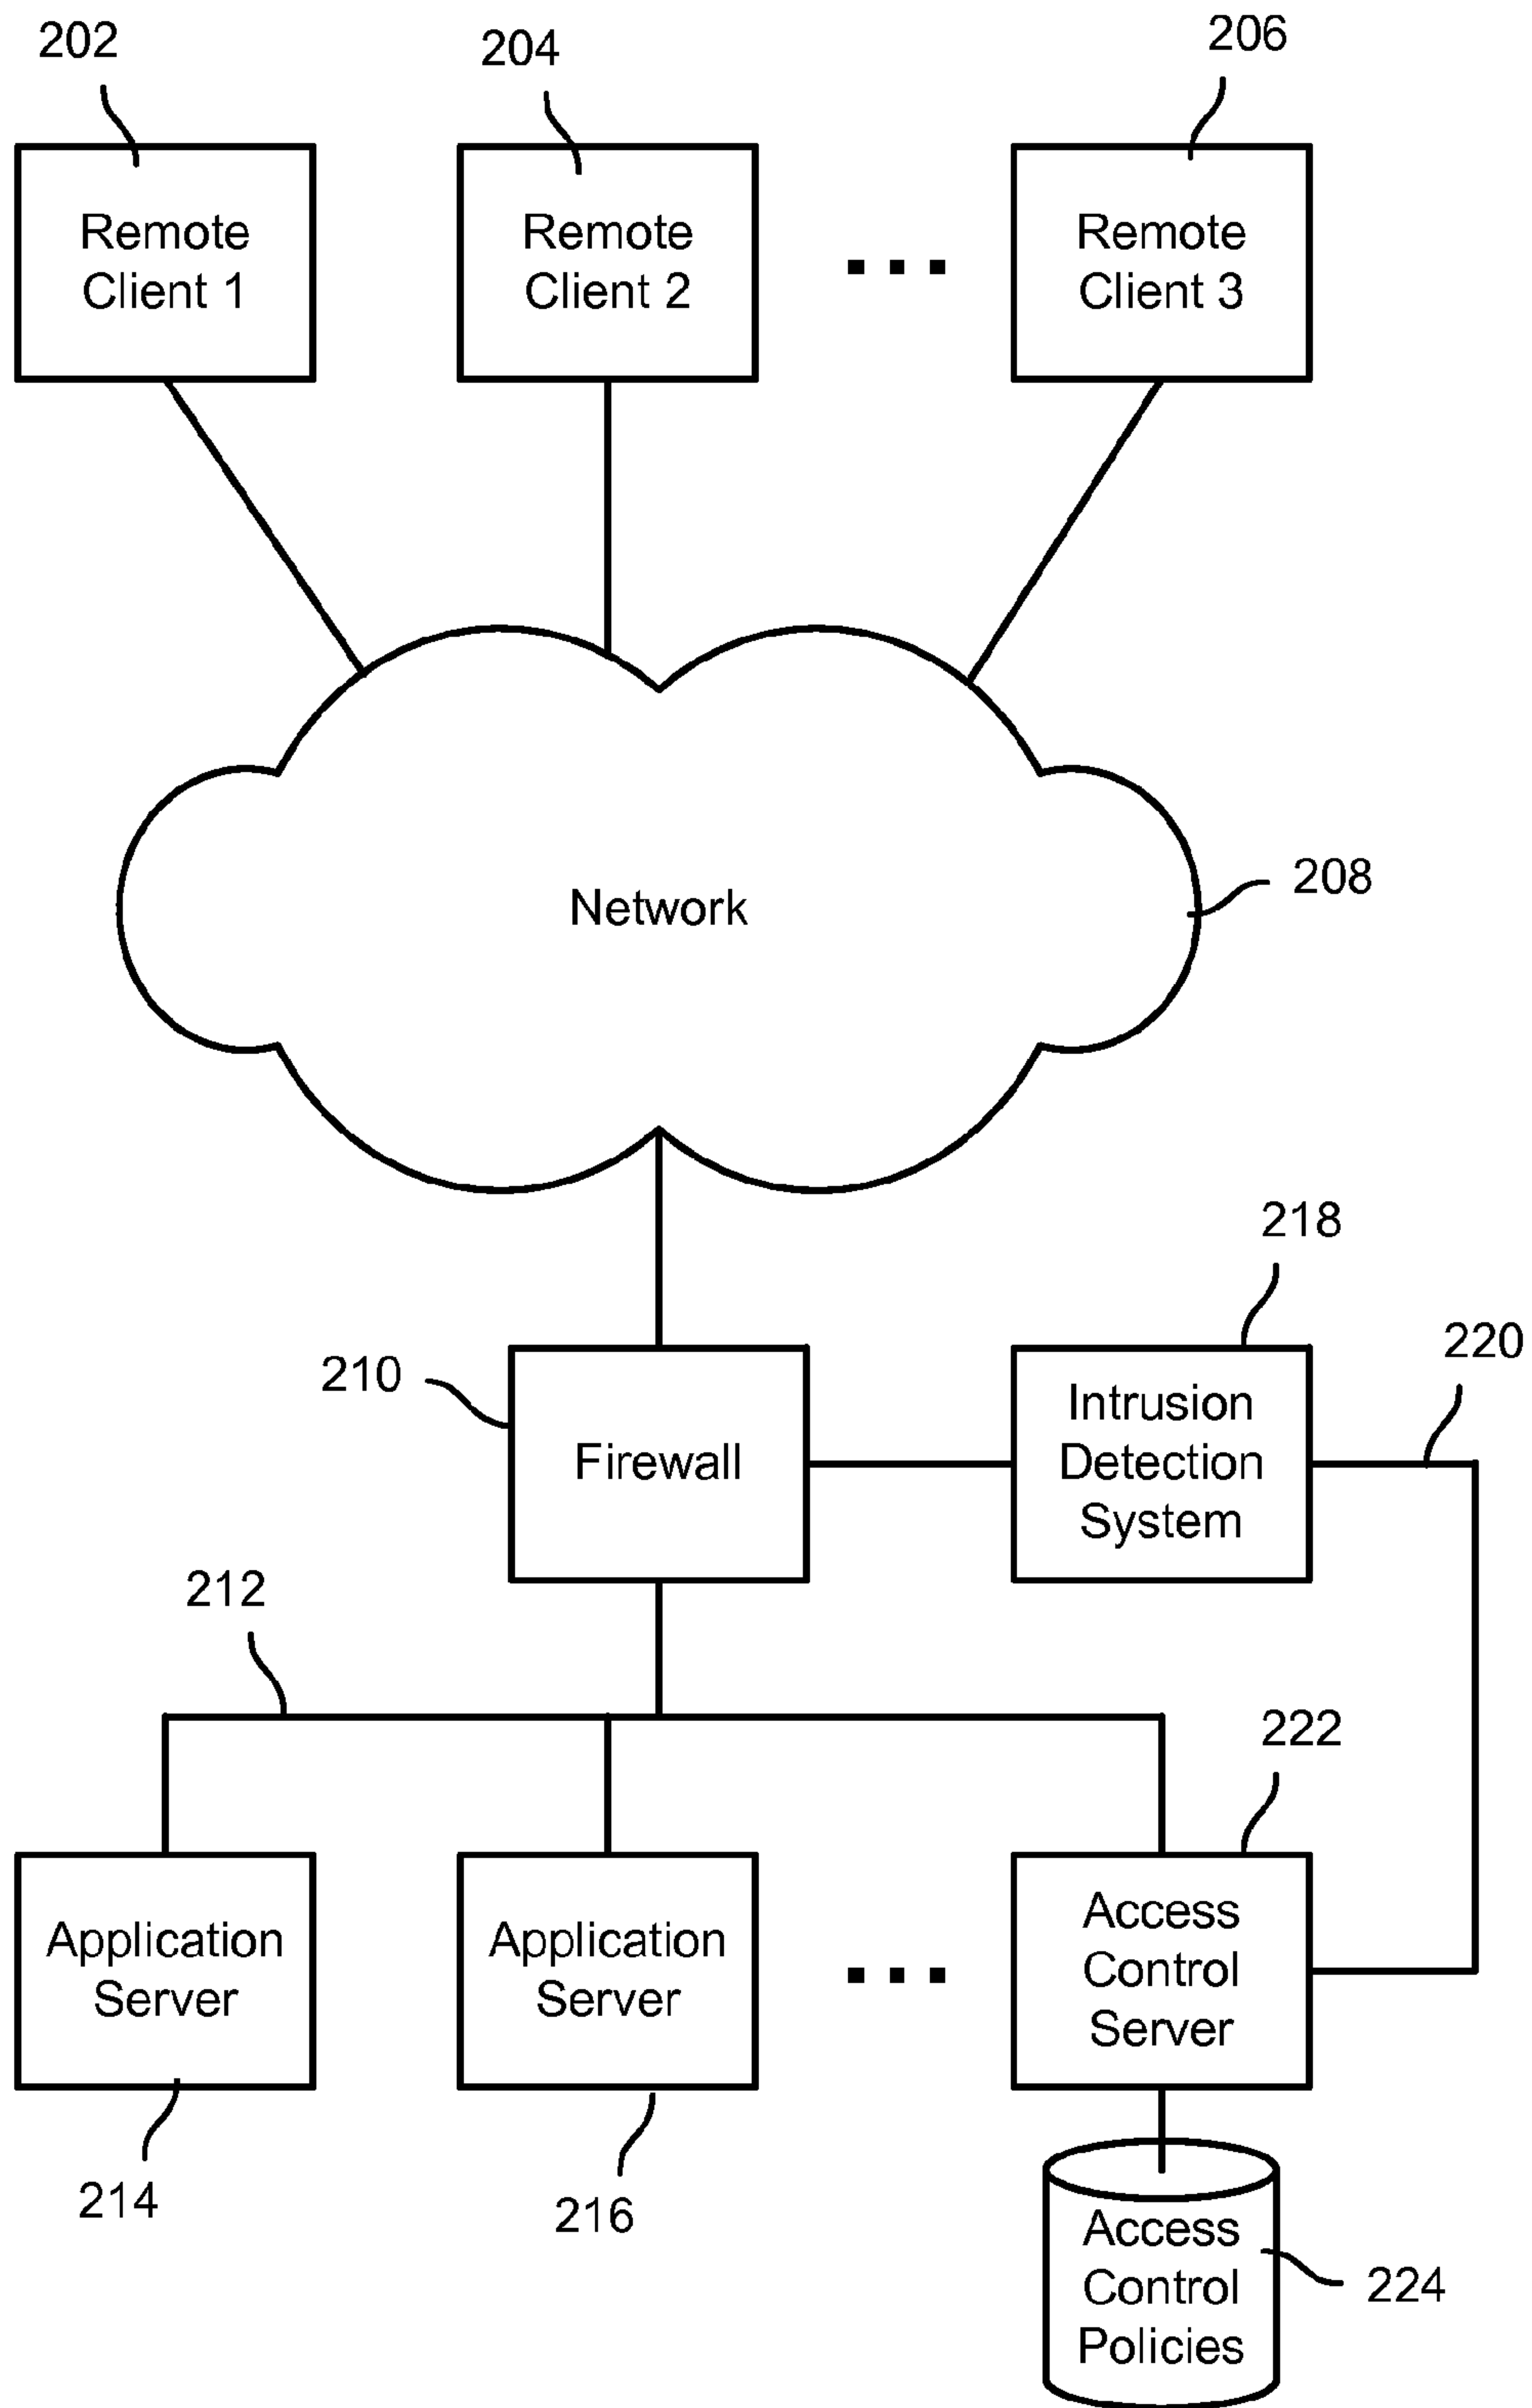 202
204
206
Remote
Client 1
Remote
Client 2
Remote
Client 3
Network
208
218
220
210
Firewall
Intrusion
Detection
System
212
222
Application
Server
Application
Server
Access
Control
Server
214
216
Access
Control
Policies
224